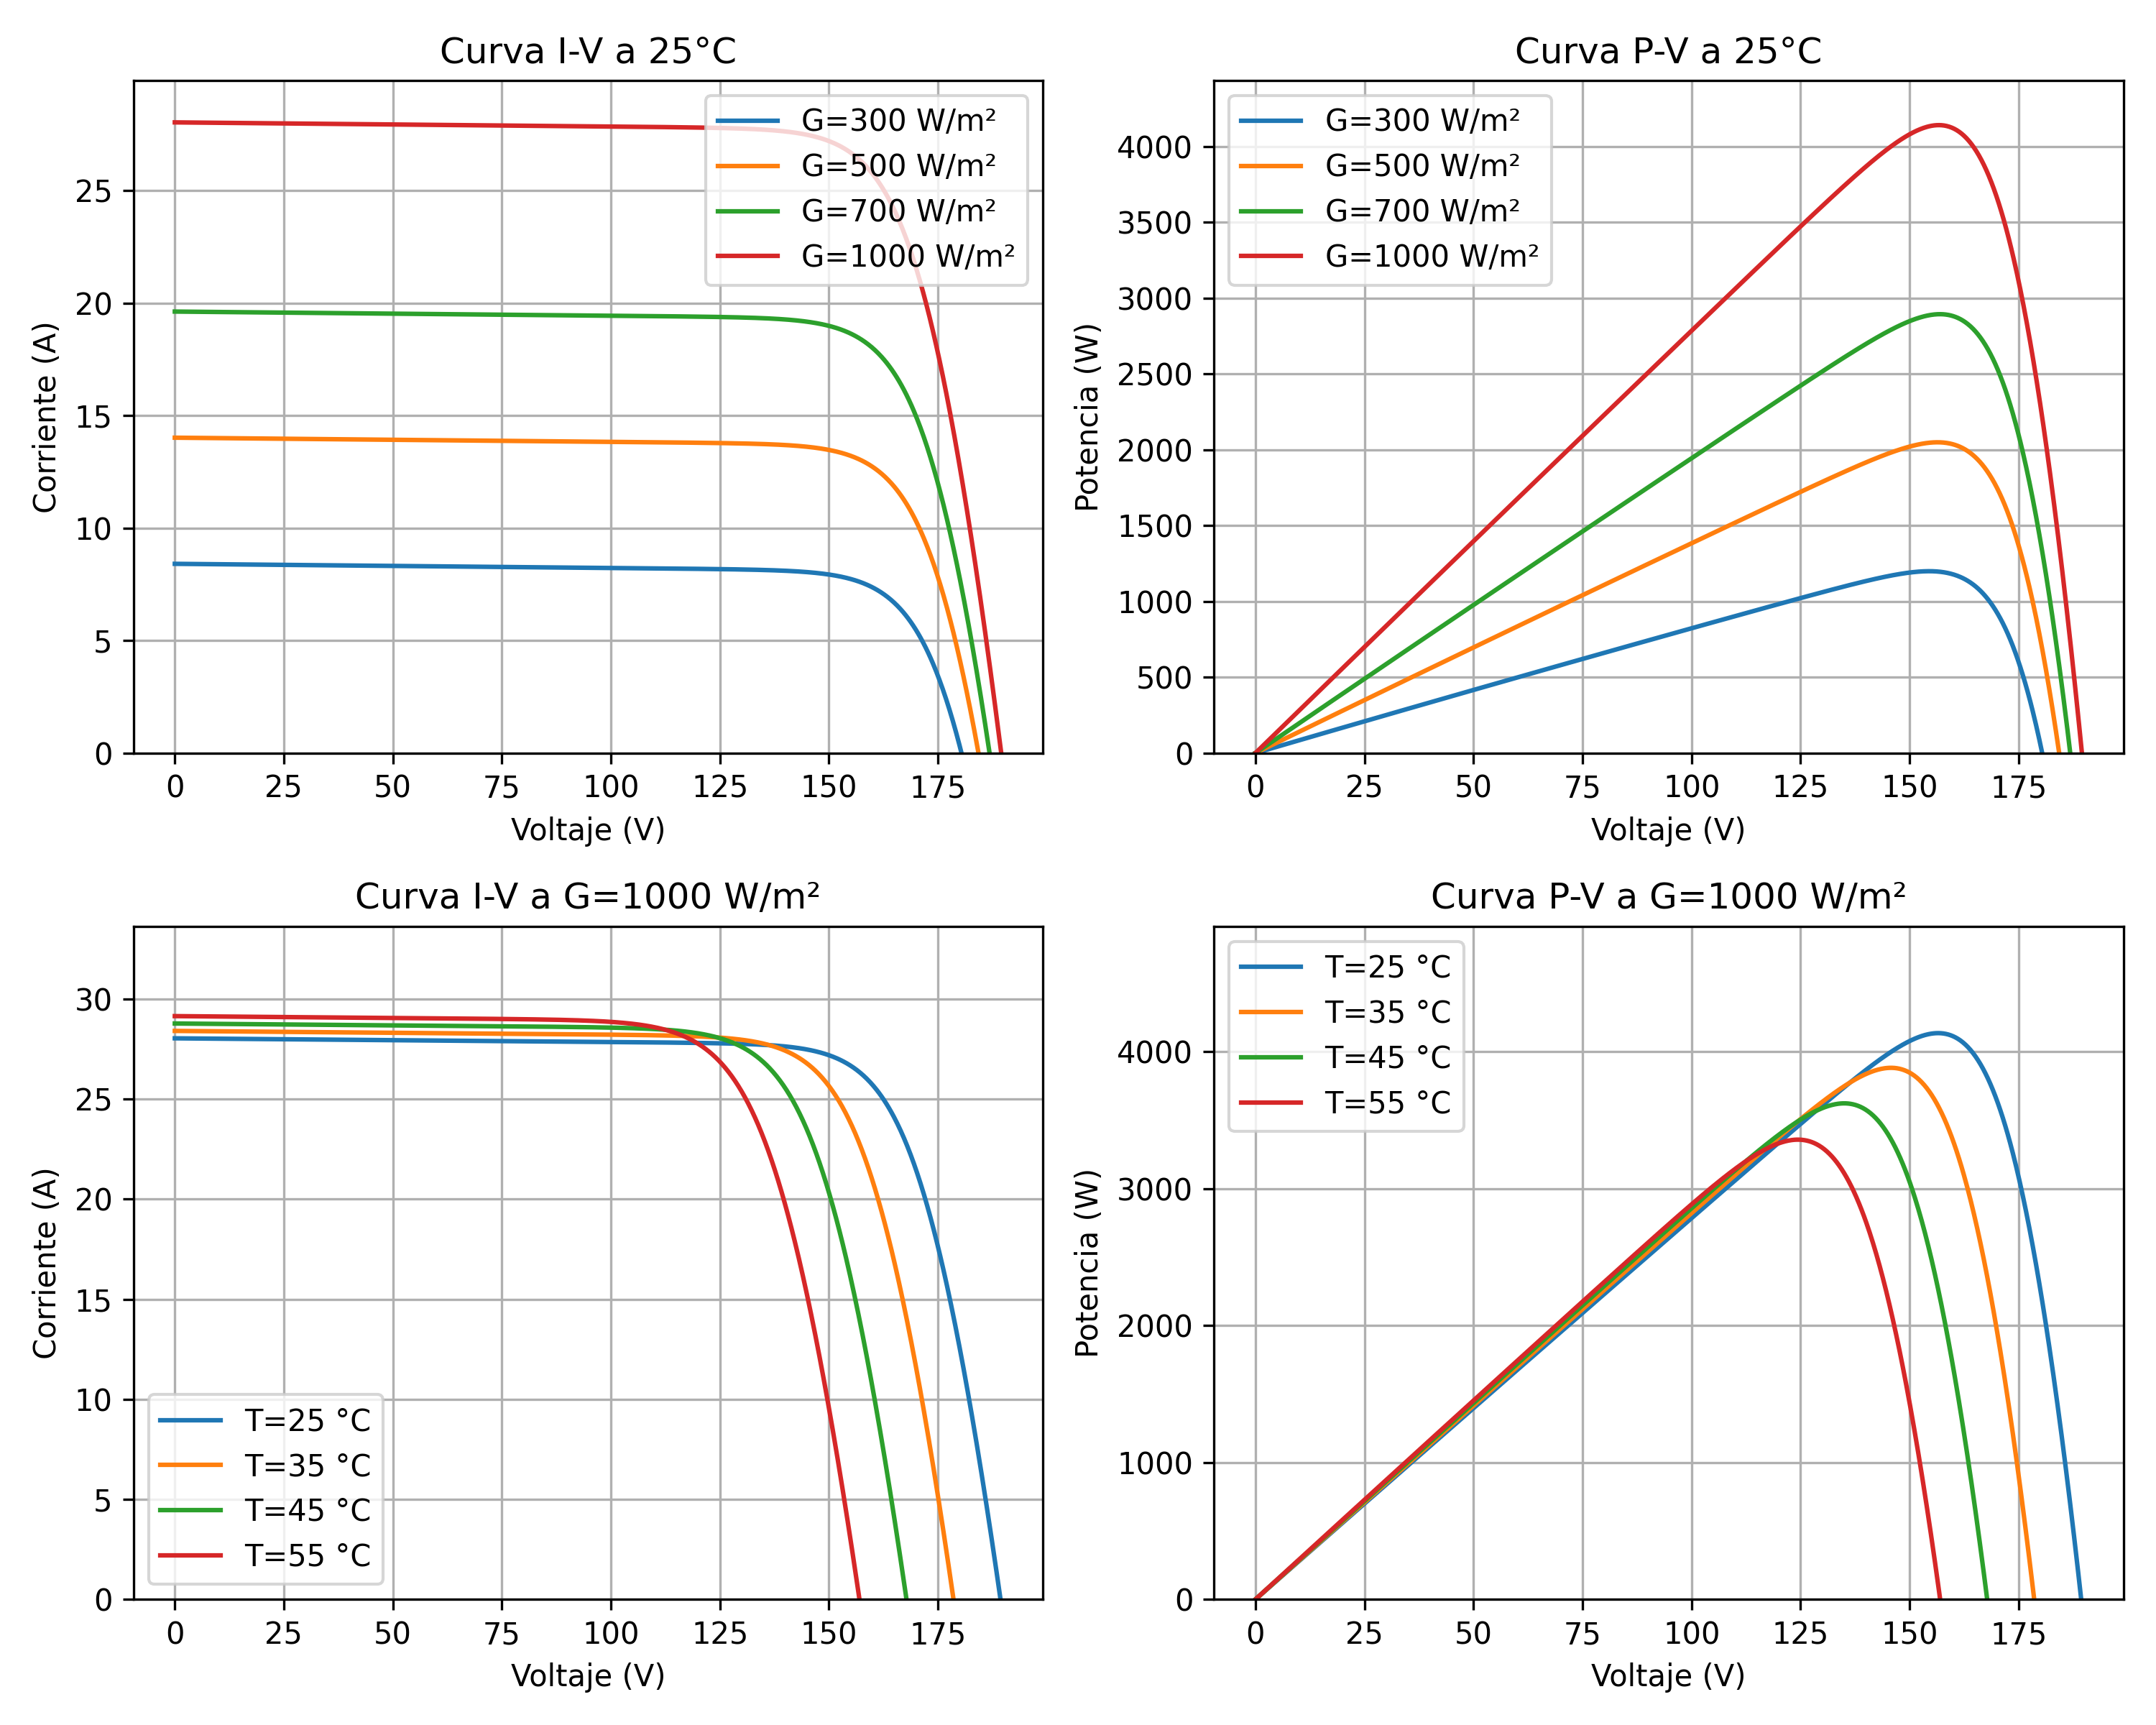 Curva I-V a 25°C
Corriente (A)
25
20
15
10
5
0
0 25 50 75 100 125 150 175
Voltaje (V)
G=300 W/m²
G=500 W/m²
G=700 W/m²
G=1000 W/m²
Curva P-V a 25°C
Potencia (W)
4000
3500
3000
2500
2000
1500
1000
500
0
0 25 50 75 100 125 150 175
Voltaje (V)
G=300 W/m²
G=500 W/m²
G=700 W/m²
G=1000 W/m²
Curva I-V a G=1000 W/m²
Corriente (A)
30
25
20
15
10
5
0
0 25 50 75 100 125 150 175
Voltaje (V)
T=25 °C
T=35 °C
T=45 °C
T=55 °C
Curva P-V a G=1000 W/m²
Potencia (W)
4000
3000
2000
1000
0
0 25 50 75 100 125 150 175
Voltaje (V)
T=25 °C
T=35 °C
T=45 °C
T=55 °C